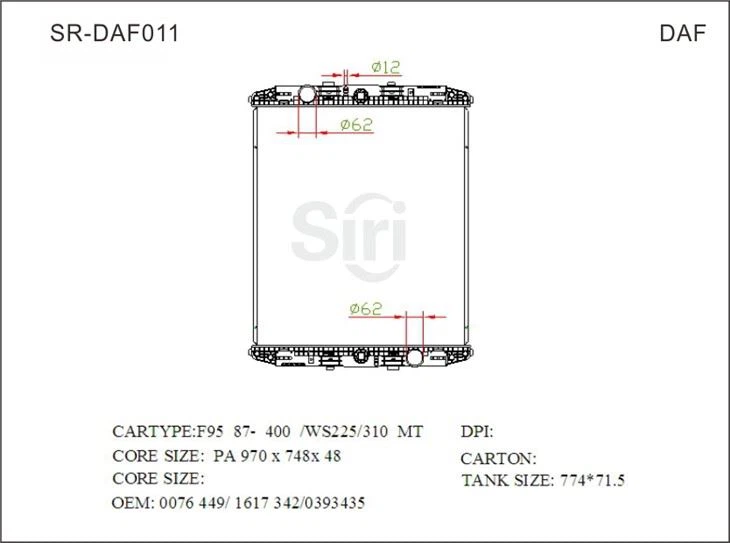 SR-DAF011
DAF
Ø12
Ø62
Siri
Ø62
CARTYPE:F95 87- 400 /WS225/310 MT
DPI:
CORE SIZE: PA 970 x 748x 48
CARTON:
CORE SIZE:
TANK SIZE: 774*71.5
OEM: 0076 449/ 1617 342/0393435